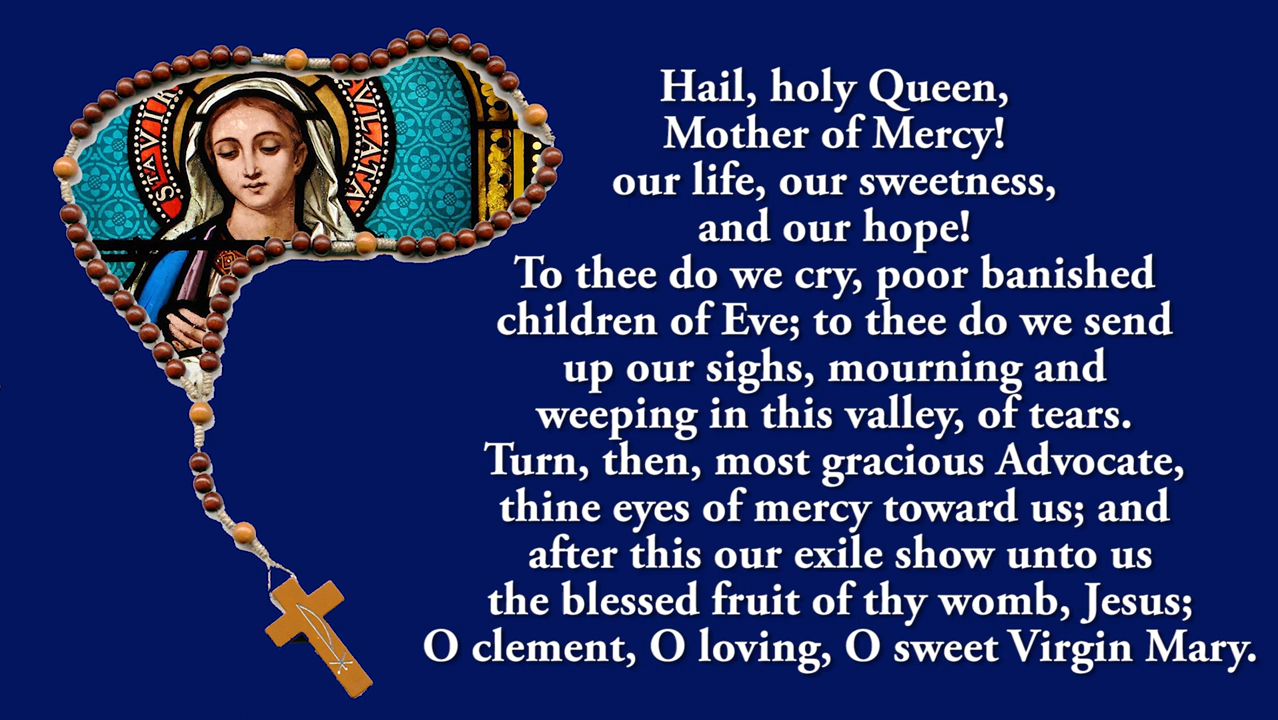 STA VIR
VLATA
Hail, holy Queen,
Mother of Mercy!
our life, our sweetness,
and our hope!
To thee do we cry, poor banished
children of Eve; to thee do we send
up our sighs, mourning and
weeping in this valley, of tears.
Turn, then, most gracious Advocate,
thine eyes of mercy toward us; and
after this our exile show unto us
the blessed fruit of thy womb, Jesus;
O clement, O loving, O sweet Virgin Mary.